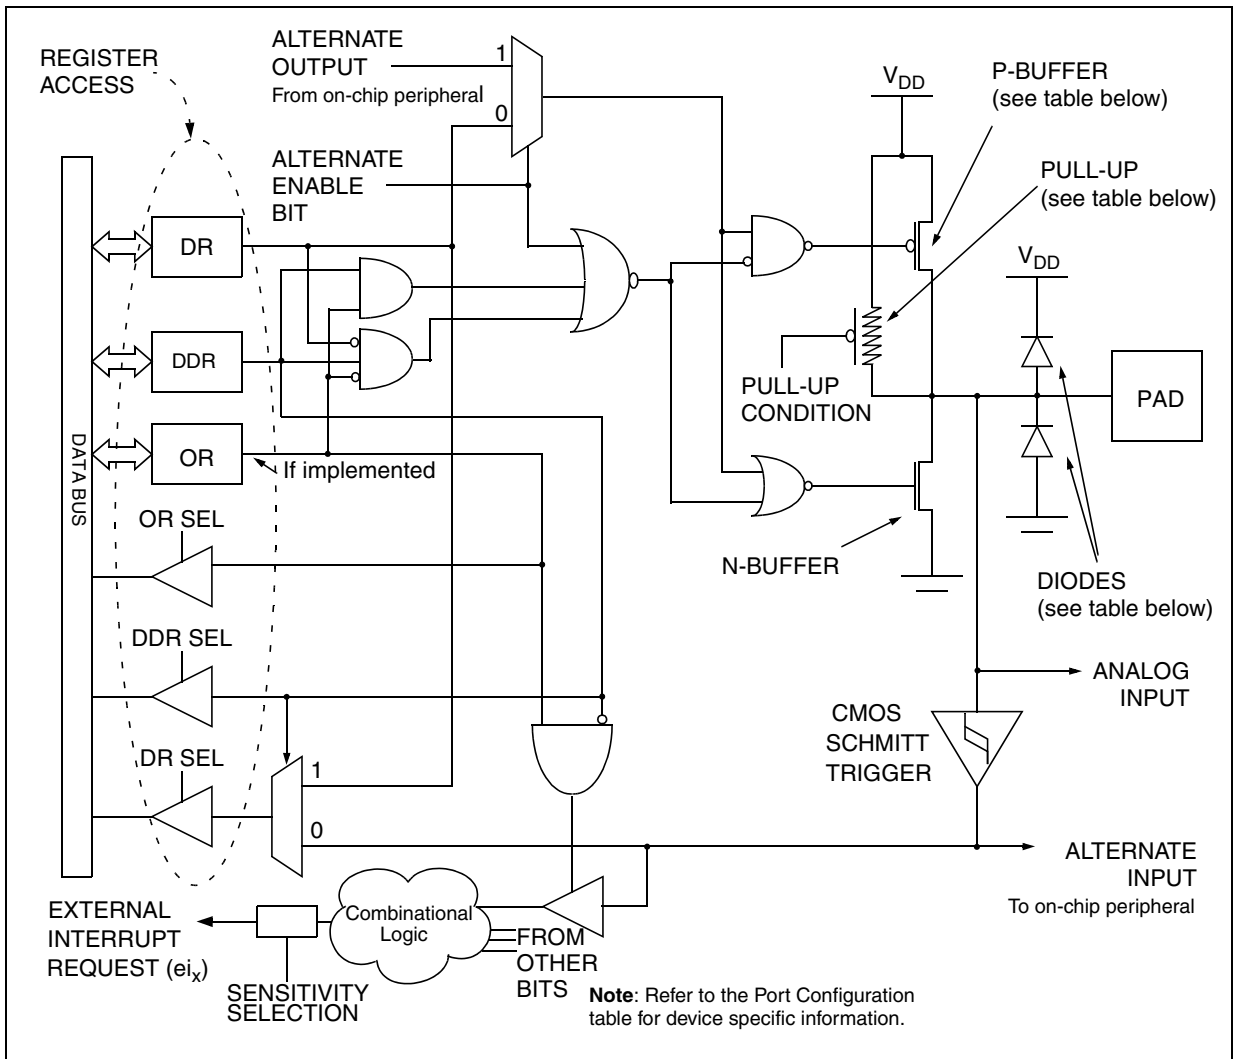 REGISTER
ACCESS
ALTERNATE
OUTPUT
From on-chip peripheral
1
0
ALTERNATE
ENABLE
BIT
VDD
P-BUFFER
(see table below)
PULL-UP
(see table below)
VDD
DR
DDR
OR
DATA BUS
If implemented
PULL-UP
CONDITION
PAD
N-BUFFER
DIODES
(see table below)
OR SEL
DDR SEL
DR SEL
1
0
ANALOG
INPUT
CMOS
SCHMITT
TRIGGER
ALTERNATE
INPUT
To on-chip peripheral
EXTERNAL
INTERRUPT
REQUEST (eix)
Combinational
Logic
FROM
OTHER
BITS
SENSITIVITY
SELECTION
Note: Refer to the Port Configuration
table for device specific information.